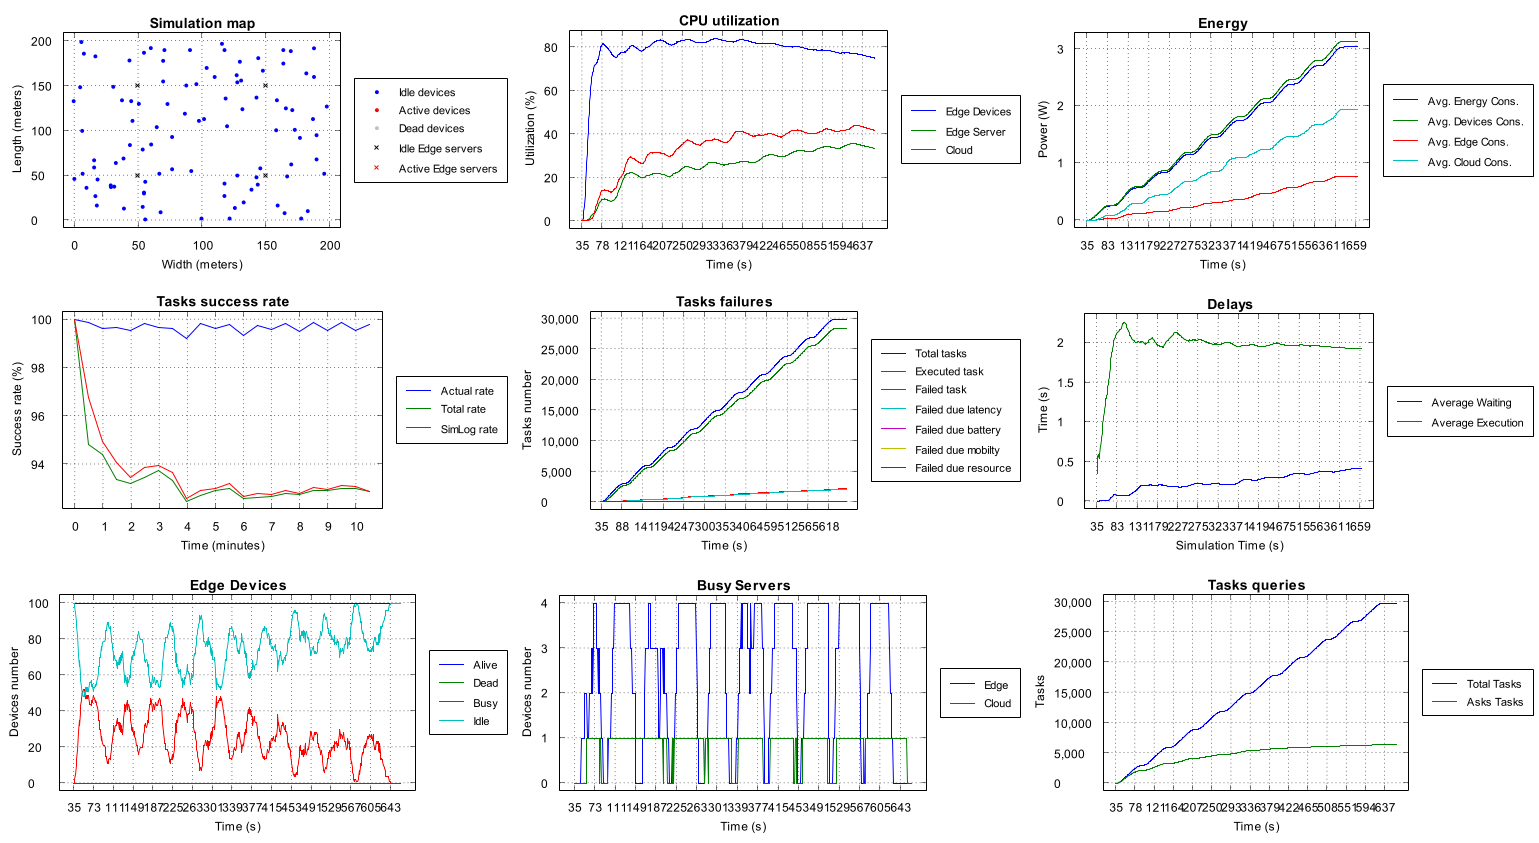 Simulation map
Length (meters)
200
150
100
50
0
0 50 100 150 200
Width (meters)
Idle devices
Active devices
Dead devices
Idle Edge servers
Active Edge servers
CPU utilization
Utilization (%)
80
60
40
20
0
Time (s)
Edge Devices
Edge Server
Cloud
Energy
Power (W)
3
2
1
0
Time (s)
Avg. Energy Cons.
Avg. Devices Cons.
Avg. Edge Cons.
Avg. Cloud Cons.
Tasks success rate
Success rate (%)
100
98
96
94
0 1 2 3 4 5 6 7 8 9 10
Time (minutes)
Actual rate
Total rate
SimLog rate
Tasks failures
Tasks number
30,000
25,000
20,000
15,000
10,000
5,000
0
Time (s)
Total tasks
Executed task
Failed task
Failed due latency
Failed due battery
Failed due mobilty
Failed due resource
Delays
Time (s)
2
1.5
1
0.5
0
Simulation Time (s)
Average Waiting
Average Execution
Edge Devices
Devices number
100
80
60
40
20
0
Time (s)
Alive
Dead
Busy
Idle
Busy Servers
Devices number
4
3
2
1
0
Time (s)
Edge
Cloud
Tasks queries
Tasks
30,000
25,000
20,000
15,000
10,000
5,000
0
Time (s)
Total Tasks
Asks Tasks